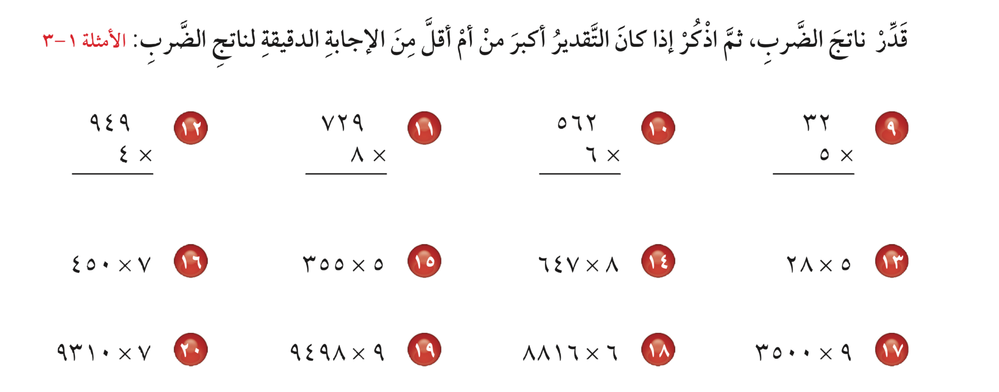 قَدِّرْ ناتجَ الضَّربِ، ثمَّ اذْكُرْ إذا كانَ التَّقديرُ أكبرَ منْ أمْ أقلَّ مِنَ الإجابةِ الدقيقةِ لناتجِ الضَّربِ: الأمثلة ١–٣
٩ ٣٢ ١٠ ٥٦٢ ١١ ٧٢٩ ١٢ ٩٤٩
× ٥ × ٦ × ٨ × ٤
١٣ ٥ × ٢٨ ١٤ ٨ × ٦٤٧ ١٥ ٥ × ٣٥٥ ١٦ ٧ × ٤٥٠
١٧ ٩ × ٣٥٠٠ ١٨ ٦ × ٨٨١٦ ١٩ ٩ × ٩٤٩٨ ٢٠ ٧ × ٩٣١٠